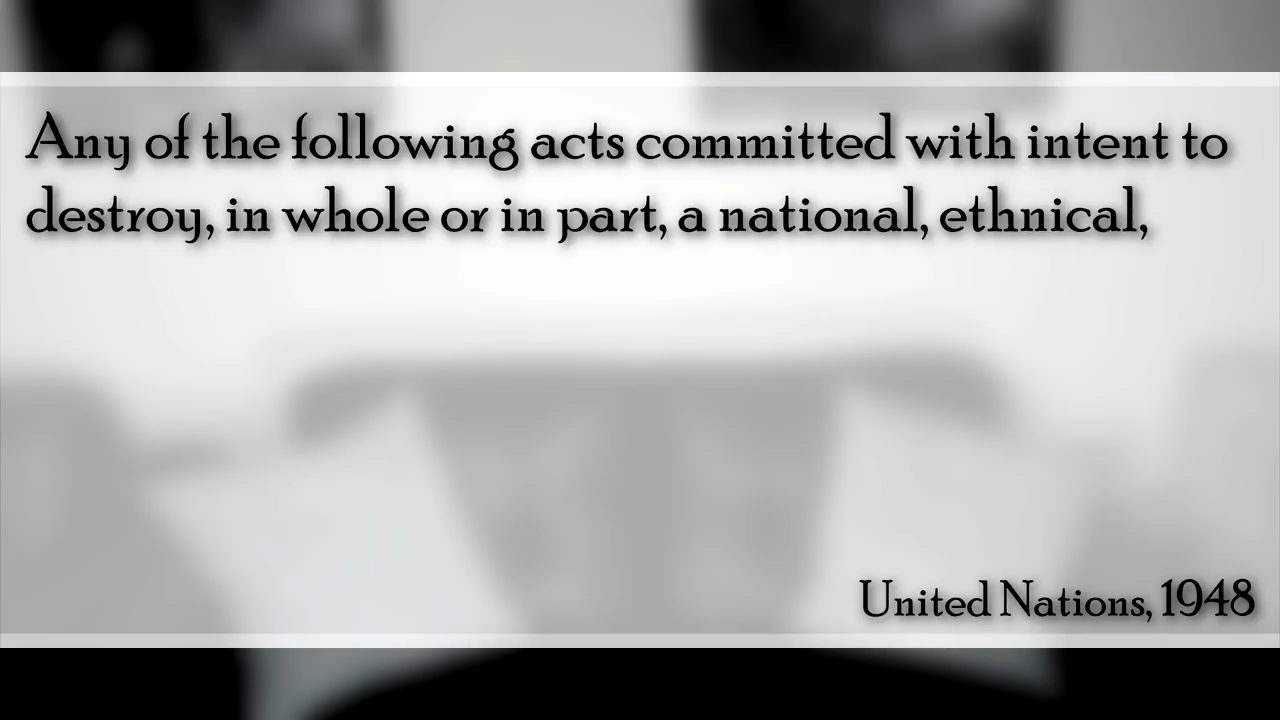 Any of the following acts committed with intent to
destroy, in whole or in part, a national, ethnical,
United Nations, 1948